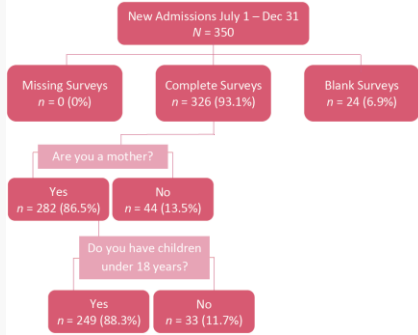 New Admissions July 1 – Dec 31
N = 350
Missing Surveys
n = 0 (0%)
Complete Surveys
n = 326 (93.1%)
Blank Surveys
n = 24 (6.9%)
Are you a mother?
Yes
n = 282 (86.5%)
No
n = 44 (13.5%)
Do you have children
under 18 years?
Yes
n = 249 (88.3%)
No
n = 33 (11.7%)